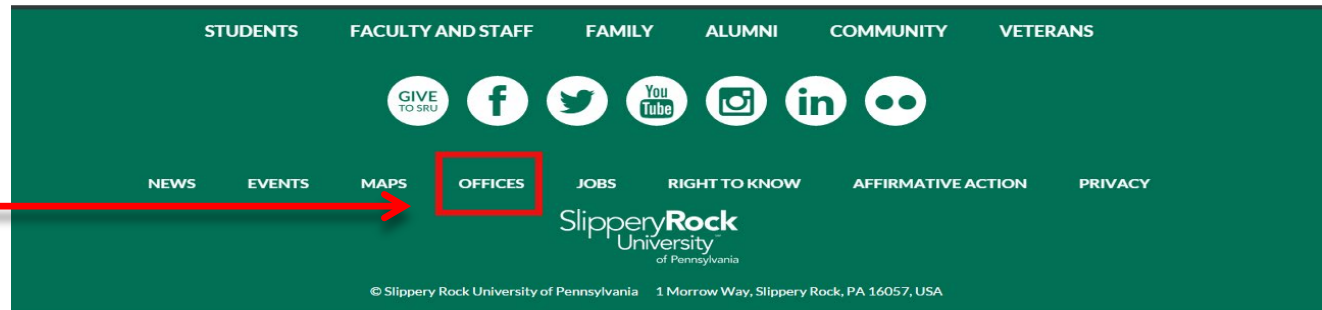 STUDENTS FACULTY AND STAFF FAMILY ALUMNI COMMUNITY VETERANS
GIVE
TO SRU
f
You
Tube
in
NEWS EVENTS MAPS OFFICES JOBS RIGHT TO KNOW AFFIRMATIVE ACTION PRIVACY
SlipperyRock
University™
of Pennsylvania
© Slippery Rock University of Pennsylvania 1 Morrow Way, Slippery Rock, PA 16057, USA